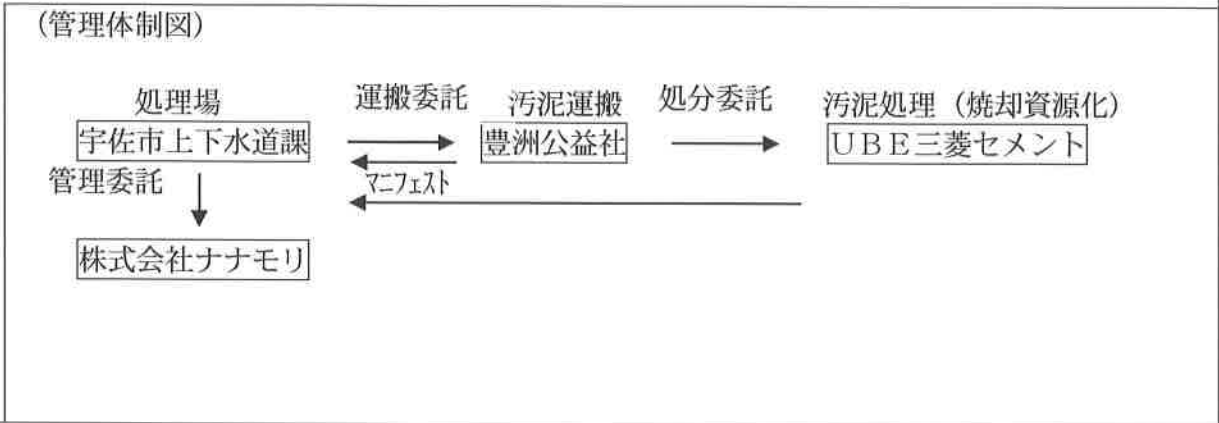 (管理体制図)
処理場 運搬委託 汚泥運搬 処分委託 汚泥処理（焼却資源化）
宇佐市上下水道課 豊洲公益社 ＵＢＥ三菱セメント
管理委託 ﾏﾆﾌｪｽﾄ
株式会社ナナモリ